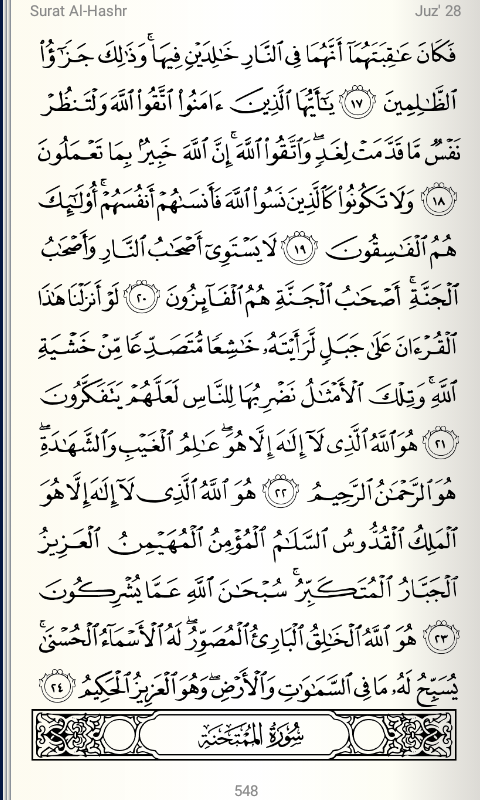 Surat Al-Hashr Juz' 28
فَكَانَ عَٰقِبَتَهُمَآ أَنَّهُمَا فِى ٱلنَّارِ خَٰلِدَيْنِ فِيهَا ۚ وَذَٰلِكَ جَزَٰٓؤُا۟
ٱلظَّٰلِمِينَ ١٧ يَٰٓأَيُّهَا ٱلَّذِينَ ءَامَنُوا۟ ٱتَّقُوا۟ ٱللَّهَ وَلْتَنظُرْ
نَفْسٌ مَّا قَدَّمَتْ لِغَدٍ ۖ وَٱتَّقُوا۟ ٱللَّهَ ۚ إِنَّ ٱللَّهَ خَبِيرٌۢ بِمَا تَعْمَلُونَ
١٨ وَلَا تَكُونُوا۟ كَٱلَّذِينَ نَسُوا۟ ٱللَّهَ فَأَنسَىٰهُمْ أَنفُسَهُمْ ۚ أُو۟لَٰٓئِكَ
هُمُ ٱلْفَٰسِقُونَ ١٩ لَا يَسْتَوِىٓ أَصْحَٰبُ ٱلنَّارِ وَأَصْحَٰبُ
ٱلْجَنَّةِ ۚ أَصْحَٰبُ ٱلْجَنَّةِ هُمُ ٱلْفَآئِزُونَ ٢٠ لَوْ أَنزَلْنَا هَٰذَا
ٱلْقُرْءَانَ عَلَىٰ جَبَلٍ لَّرَأَيْتَهُۥ خَٰشِعًا مُّتَصَدِّعًا مِّنْ خَشْيَةِ
ٱللَّهِ ۚ وَتِلْكَ ٱلْأَمْثَٰلُ نَضْرِبُهَا لِلنَّاسِ لَعَلَّهُمْ يَتَفَكَّرُونَ
٢١ هُوَ ٱللَّهُ ٱلَّذِى لَآ إِلَٰهَ إِلَّا هُوَ ۖ عَٰلِمُ ٱلْغَيْبِ وَٱلشَّهَٰدَةِ ۖ
هُوَ ٱلرَّحْمَٰنُ ٱلرَّحِيمُ ٢٢ هُوَ ٱللَّهُ ٱلَّذِى لَآ إِلَٰهَ إِلَّا هُوَ
ٱلْمَلِكُ ٱلْقُدُّوسُ ٱلسَّلَٰمُ ٱلْمُؤْمِنُ ٱلْمُهَيْمِنُ ٱلْعَزِيزُ
ٱلْجَبَّارُ ٱلْمُتَكَبِّرُ ۚ سُبْحَٰنَ ٱللَّهِ عَمَّا يُشْرِكُونَ
٢٣ هُوَ ٱللَّهُ ٱلْخَٰلِقُ ٱلْبَارِئُ ٱلْمُصَوِّرُ ۖ لَهُ ٱلْأَسْمَآءُ ٱلْحُسْنَىٰ ۚ
يُسَبِّحُ لَهُۥ مَا فِى ٱلسَّمَٰوَٰتِ وَٱلْأَرْضِ ۖ وَهُوَ ٱلْعَزِيزُ ٱلْحَكِيمُ ٢٤
سُورَةُ الْمُمْتَحَنَةِ
548